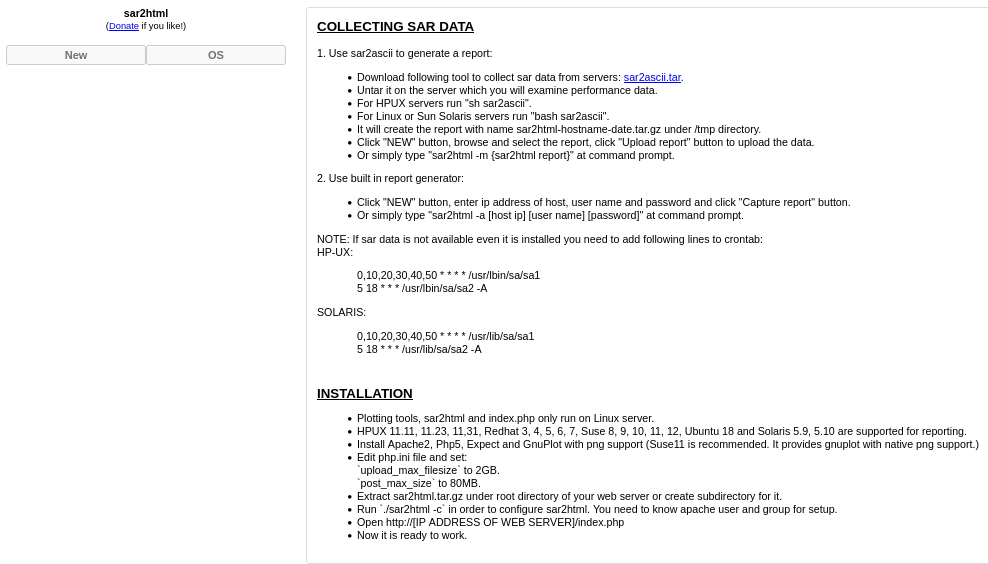 sar2html
(Donate if you like!)
New
OS
COLLECTING SAR DATA
1. Use sar2ascii to generate a report:
Download following tool to collect sar data from servers: sar2ascii.tar.
Untar it on the server which you will examine performance data.
For HPUX servers run "sh sar2ascii".
For Linux or Sun Solaris servers run "bash sar2ascii".
It will create the report with name sar2html-hostname-date.tar.gz under /tmp directory.
Click "NEW" button, browse and select the report, click "Upload report" button to upload the data.
Or simply type "sar2html -m {sar2html report}" at command prompt.
2. Use built in report generator:
Click "NEW" button, enter ip address of host, user name and password and click "Capture report" button.
Or simply type "sar2html -a [host ip] [user name] [password]" at command prompt.
NOTE: If sar data is not available even it is installed you need to add following lines to crontab:
HP-UX:
0,10,20,30,40,50 * * * * /usr/lbin/sa/sa1
5 18 * * * /usr/lbin/sa/sa2 -A
SOLARIS:
0,10,20,30,40,50 * * * * /usr/lib/sa/sa1
5 18 * * * /usr/lib/sa/sa2 -A
INSTALLATION
Plotting tools, sar2html and index.php only run on Linux server.
HPUX 11.11, 11.23, 11,31, Redhat 3, 4, 5, 6, 7, Suse 8, 9, 10, 11, 12, Ubuntu 18 and Solaris 5.9, 5.10 are supported for reporting.
Install Apache2, Php5, Expect and GnuPlot with png support (Suse11 is recommended. It provides gnuplot with native png support.)
Edit php.ini file and set:
`upload_max_filesize` to 2GB.
`post_max_size` to 80MB.
Extract sar2html.tar.gz under root directory of your web server or create subdirectory for it.
Run `./sar2html -c` in order to configure sar2html. You need to know apache user and group for setup.
Open http://[IP ADDRESS OF WEB SERVER]/index.php
Now it is ready to work.